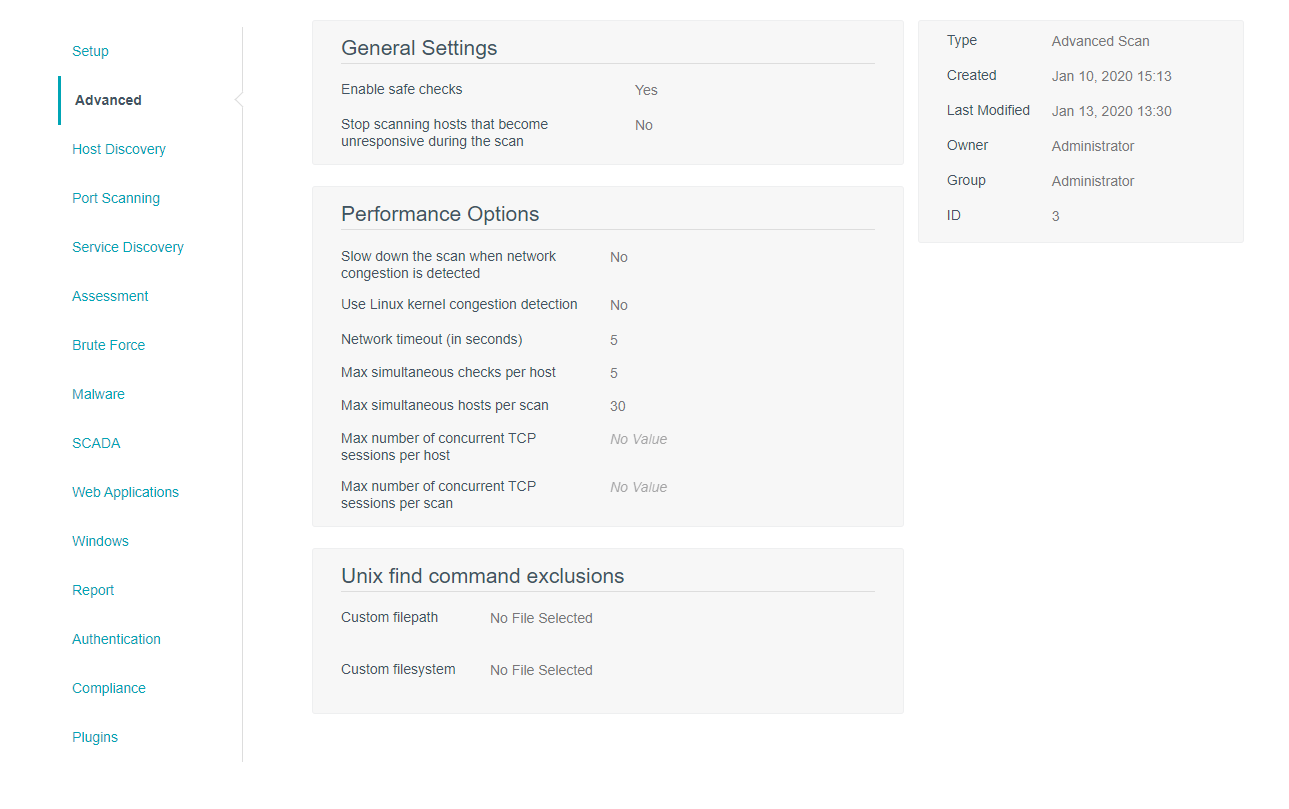 Setup
Advanced
Host Discovery
Port Scanning
Service Discovery
Assessment
Brute Force
Malware
SCADA
Web Applications
Windows
Report
Authentication
Compliance
Plugins
General Settings
Enable safe checks Yes
Stop scanning hosts that become No
unresponsive during the scan
Performance Options
Slow down the scan when network No
congestion is detected
Use Linux kernel congestion detection No
Network timeout (in seconds) 5
Max simultaneous checks per host 5
Max simultaneous hosts per scan 30
Max number of concurrent TCP No Value
sessions per host
Max number of concurrent TCP No Value
sessions per scan
Unix find command exclusions
Custom filepath No File Selected
Custom filesystem No File Selected
Type Advanced Scan
Created Jan 10, 2020 15:13
Last Modified Jan 13, 2020 13:30
Owner Administrator
Group Administrator
ID 3